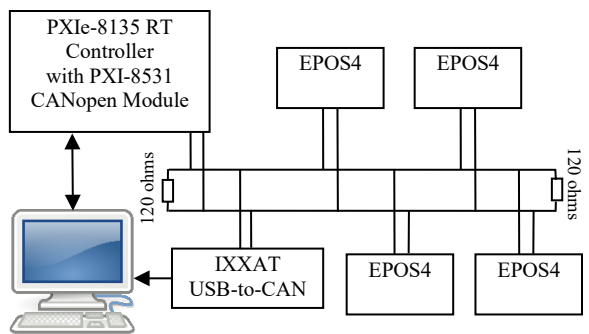 PXIe-8135 RT
Controller
with PXI-8531
CANopen Module
EPOS4
EPOS4
120 ohms
120 ohms
IXXAT
USB-to-CAN
EPOS4
EPOS4